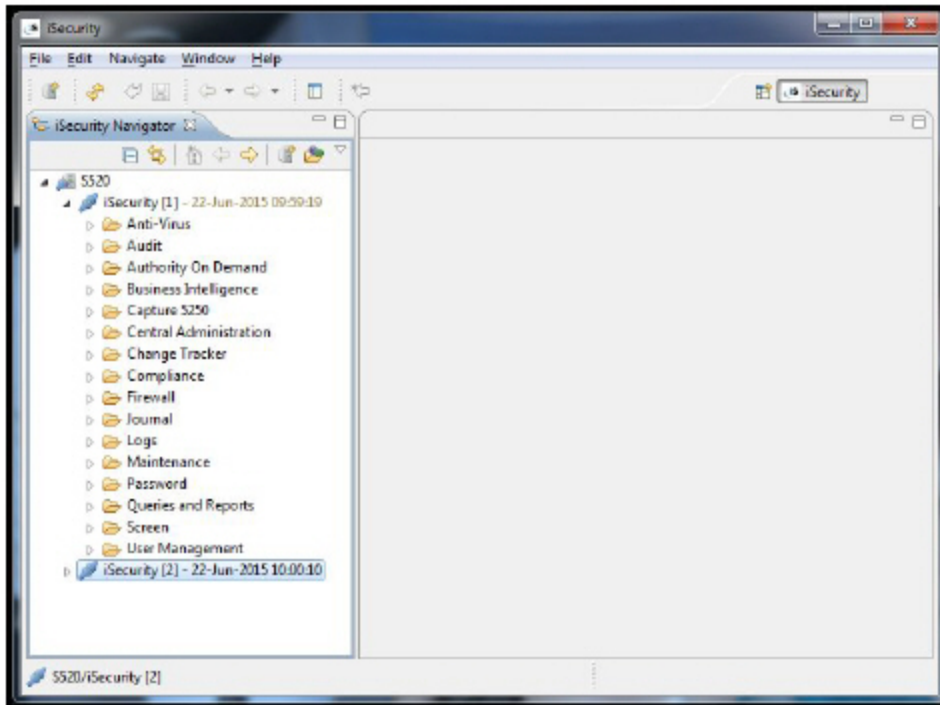 iSecurity
File Edit Navigate Window Help
iSecurity
iSecurity Navigator
S520
iSecurity [1] - 22-Jun-2015 09:59:19
Anti-Virus
Audit
Authority On Demand
Business Intelligence
Capture 5250
Central Administration
Change Tracker
Compliance
Firewall
Journal
Logs
Maintenance
Password
Queries and Reports
Screen
User Management
iSecurity [2] - 22-Jun-2015 10:00:10
S520/iSecurity [2]